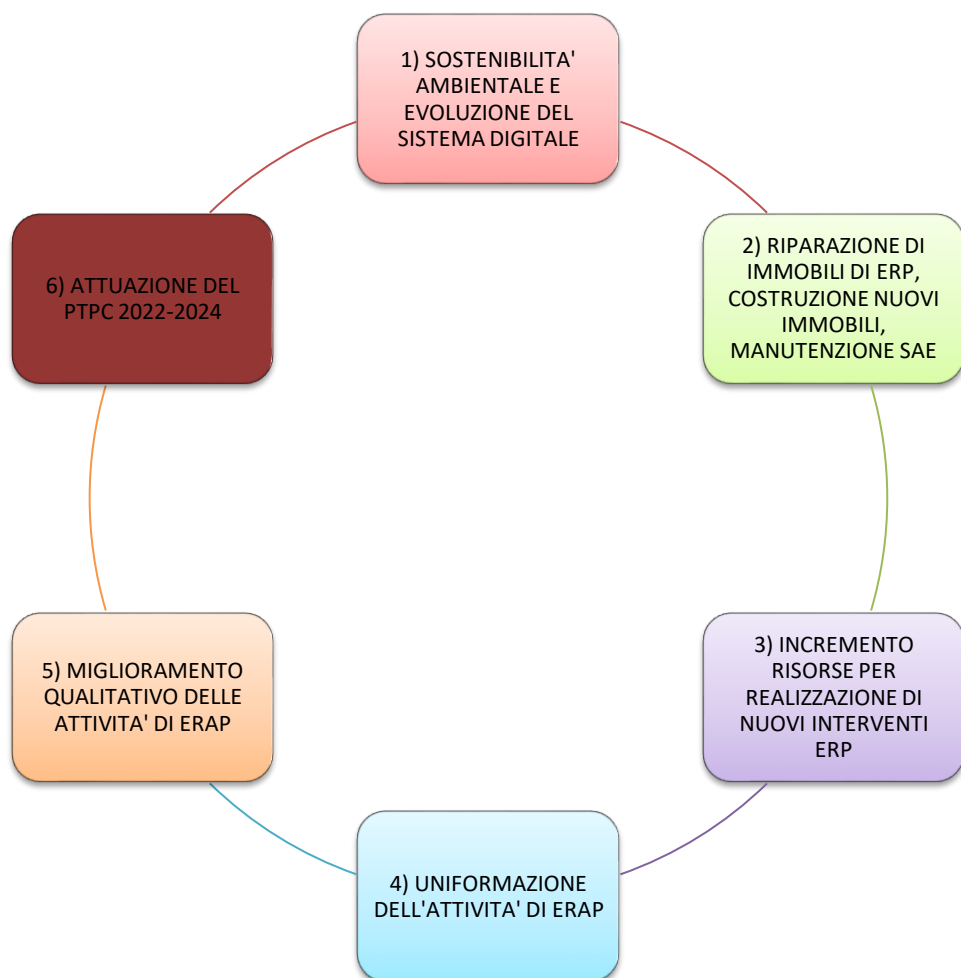 1) SOSTENIBILITA'
AMBIENTALE E
EVOLUZIONE DEL
SISTEMA DIGITALE
2) RIPARAZIONE DI
IMMOBILI DI ERP,
COSTRUZIONE NUOVI
IMMOBILI,
MANUTENZIONE SAE
3) INCREMENTO
RISORSE PER
REALIZZAZIONE DI
NUOVI INTERVENTI
ERP
4) UNIFORMAZIONE
DELL'ATTIVITA' DI ERAP
5) MIGLIORAMENTO
QUALITATIVO DELLE
ATTIVITA' DI ERAP
6) ATTUAZIONE DEL
PTPC 2022-2024